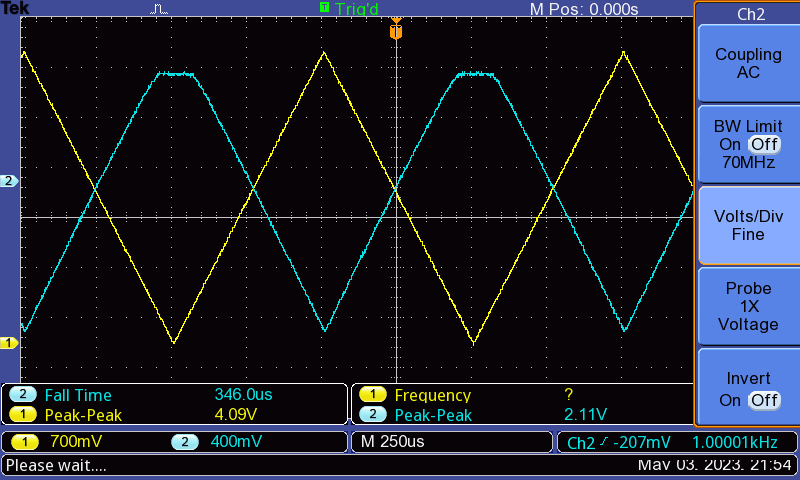 Tek T Trig'd M Pos: 0.000s Ch2
T
Coupling
AC
BW Limit
On Off
70MHz
2
Volts/Div
Fine
Probe
1X
Voltage
1
Invert
On Off
2 Fall Time 346.0us 1 Frequency ?
1 Peak-Peak 4.09V 2 Peak-Peak 2.11V
1 700mV 2 400mV M 250us Ch2 -207mV 1.00001kHz
Please wait.... May 03, 2023, 21:54